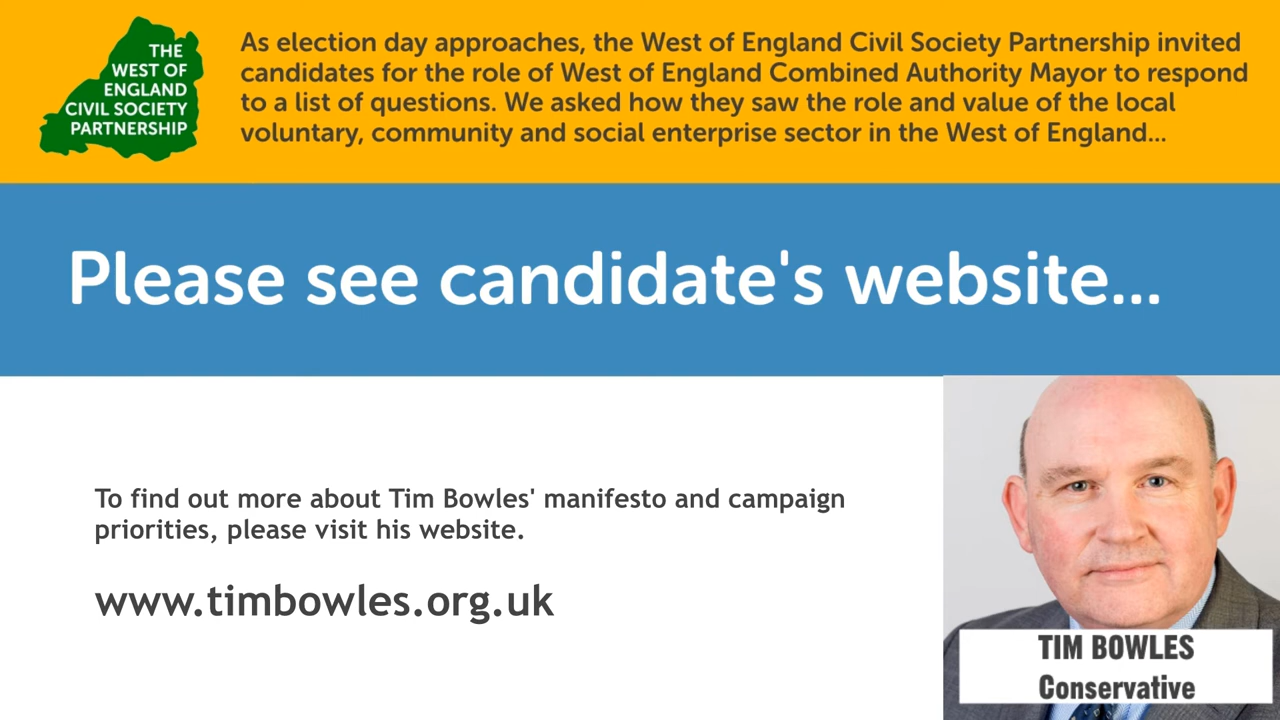 THE
WEST OF
ENGLAND
CIVIL SOCIETY
PARTNERSHIP
As election day approaches, the West of England Civil Society Partnership invited
candidates for the role of West of England Combined Authority Mayor to respond
to a list of questions. We asked how they saw the role and value of the local
voluntary, community and social enterprise sector in the West of England...
Please see candidate's website...
To find out more about Tim Bowles' manifesto and campaign
priorities, please visit his website.
www.timbowles.org.uk
TIM BOWLES
Conservative